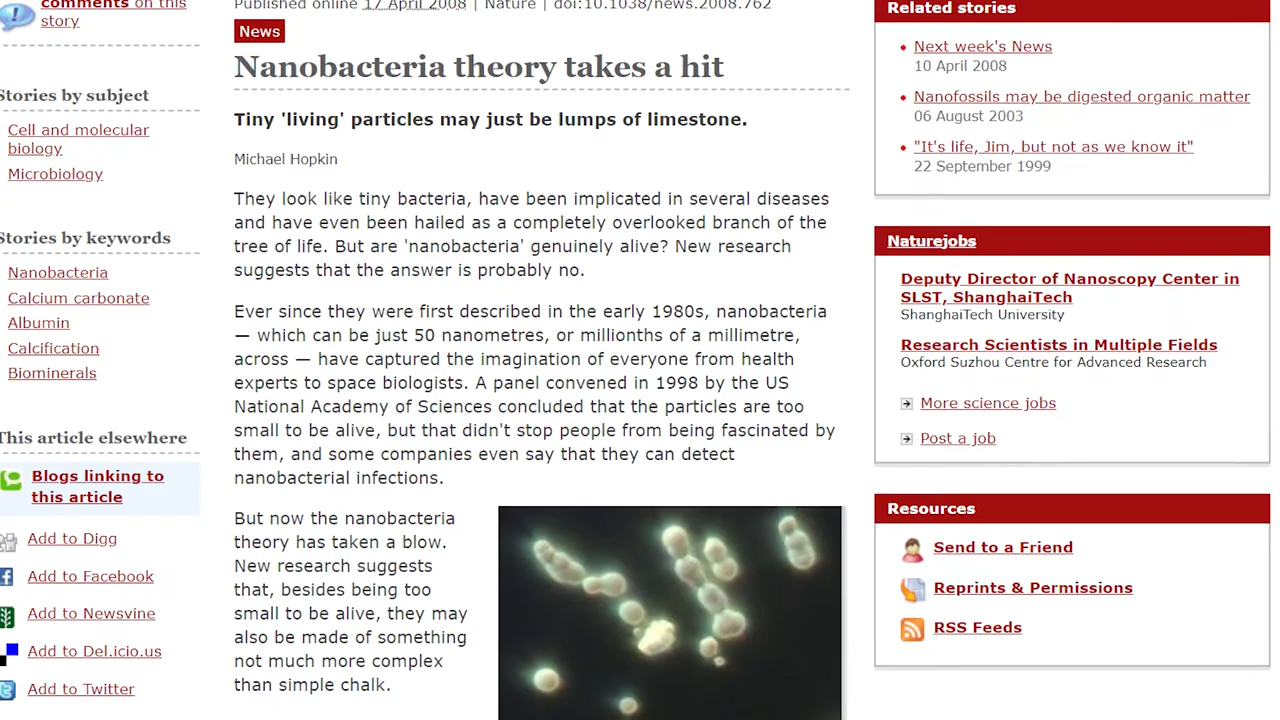 comments on this
story
Stories by subject
Cell and molecular
biology
Microbiology
Stories by keywords
Nanobacteria
Calcium carbonate
Albumin
Calcification
Biominerals
This article elsewhere
Blogs linking to
this article
Add to Digg
Add to Facebook
Add to Newsvine
Add to Del.icio.us
Add to Twitter
Published online 17 April 2008 | Nature | doi:10.1038/news.2008.762
News
Nanobacteria theory takes a hit
Tiny 'living' particles may just be lumps of limestone.
Michael Hopkin
They look like tiny bacteria, have been implicated in several diseases
and have even been hailed as a completely overlooked branch of the
tree of life. But are 'nanobacteria' genuinely alive? New research
suggests that the answer is probably no.
Ever since they were first described in the early 1980s, nanobacteria
— which can be just 50 nanometres, or millionths of a millimetre,
across — have captured the imagination of everyone from health
experts to space biologists. A panel convened in 1998 by the US
National Academy of Sciences concluded that the particles are too
small to be alive, but that didn't stop people from being fascinated by
them, and some companies even say that they can detect
nanobacterial infections.
But now the nanobacteria
theory has taken a blow.
New research suggests
that, besides being too
small to be alive, they may
also be made of something
not much more complex
than simple chalk.
Related stories
Next week's News
10 April 2008
Nanofossils may be digested organic matter
06 August 2003
"It's life, Jim, but not as we know it"
22 September 1999
Naturejobs
Deputy Director of Nanoscopy Center in
SLST, ShanghaiTech
ShanghaiTech University
Research Scientists in Multiple Fields
Oxford Suzhou Centre for Advanced Research
More science jobs
Post a job
Resources
Send to a Friend
Reprints & Permissions
RSS Feeds